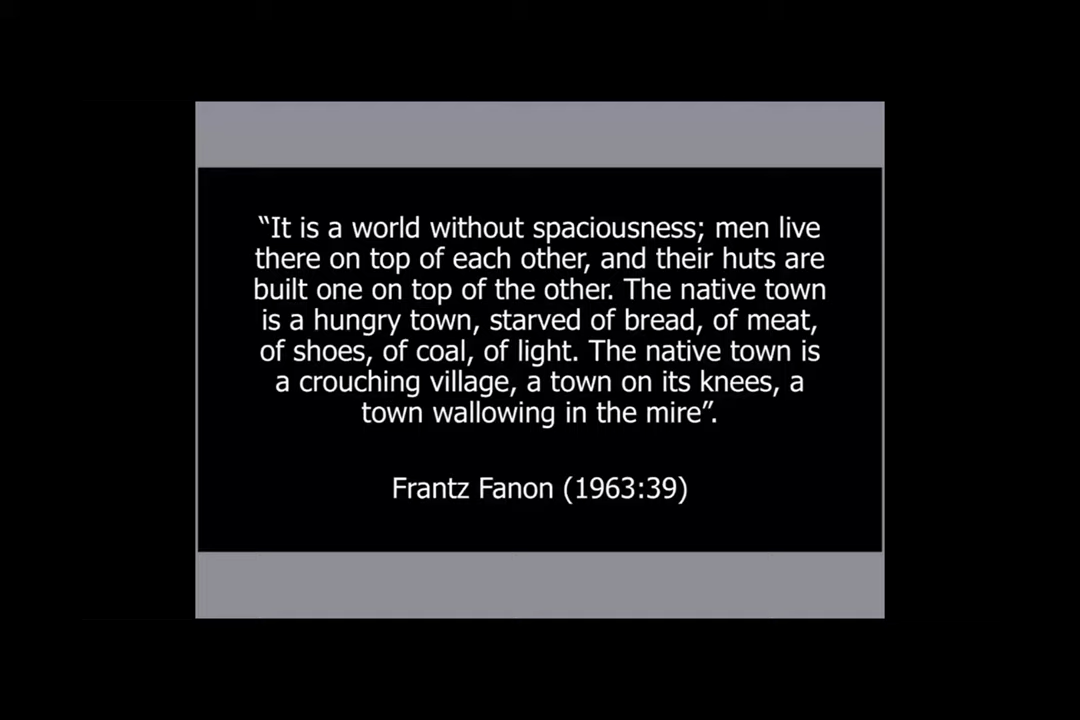 “It is a world without spaciousness; men live
there on top of each other, and their huts are
built one on top of the other. The native town
is a hungry town, starved of bread, of meat,
of shoes, of coal, of light. The native town is
a crouching village, a town on its knees, a
town wallowing in the mire”.
Frantz Fanon (1963:39)